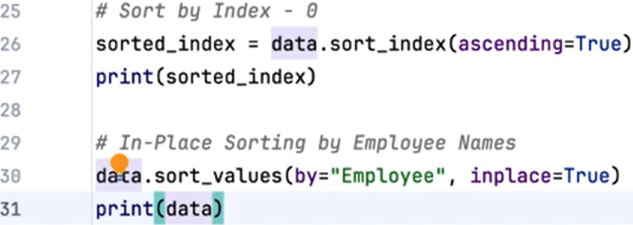 25 # Sort by Index - 0
26 sorted_index = data.sort_index(ascending=True)
27 print(sorted_index)
28
29 # In-Place Sorting by Employee Names
30 data.sort_values(by="Employee", inplace=True)
31 print(data)